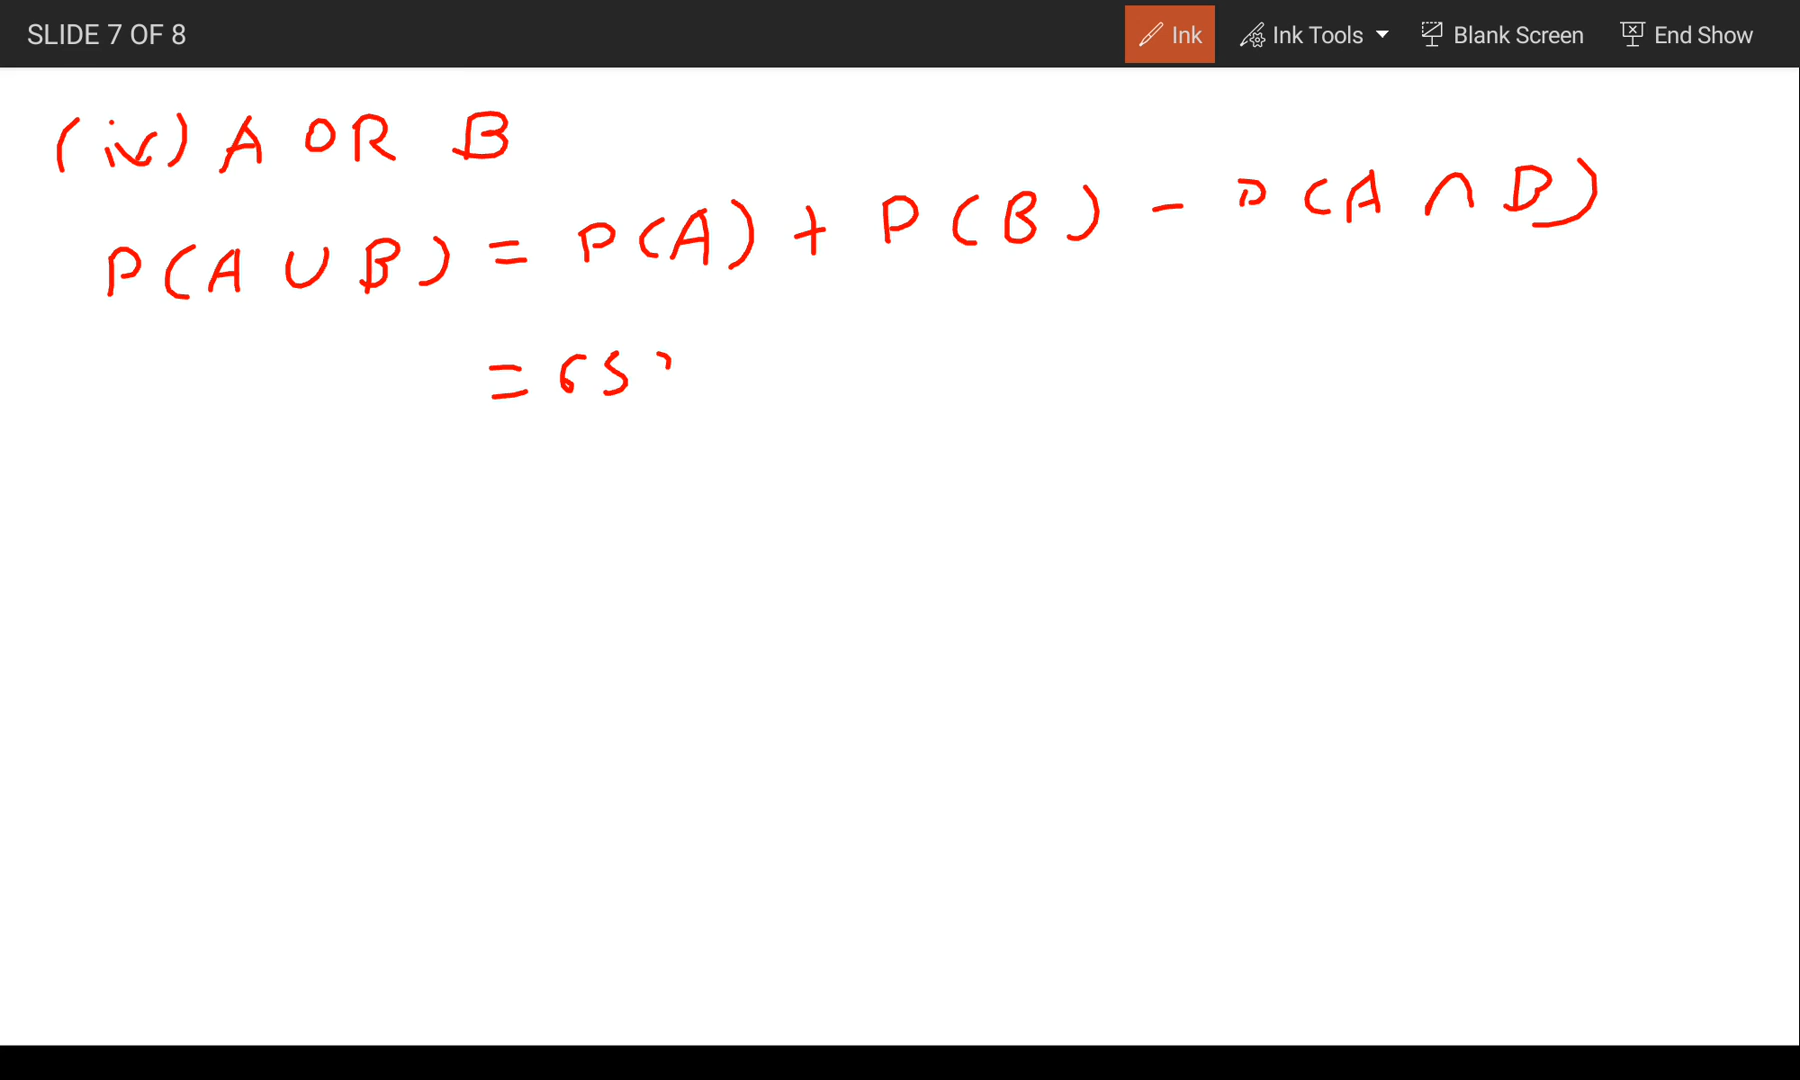 SLIDE 7 OF 8
Ink
Ink Tools
Blank Screen
End Show
(iv) A OR B
P(A ∪ B) = P(A) + P(B) - P(A ∩ B)
= 65